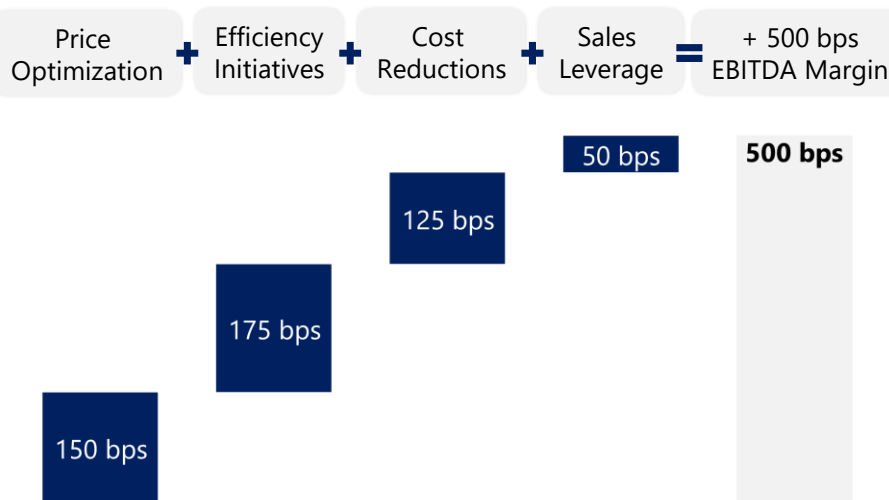 Price
Optimization
+
Efficiency
Initiatives
+
Cost
Reductions
+
Sales
Leverage
=
+ 500 bps
EBITDA Margin
50 bps
500 bps
125 bps
175 bps
150 bps